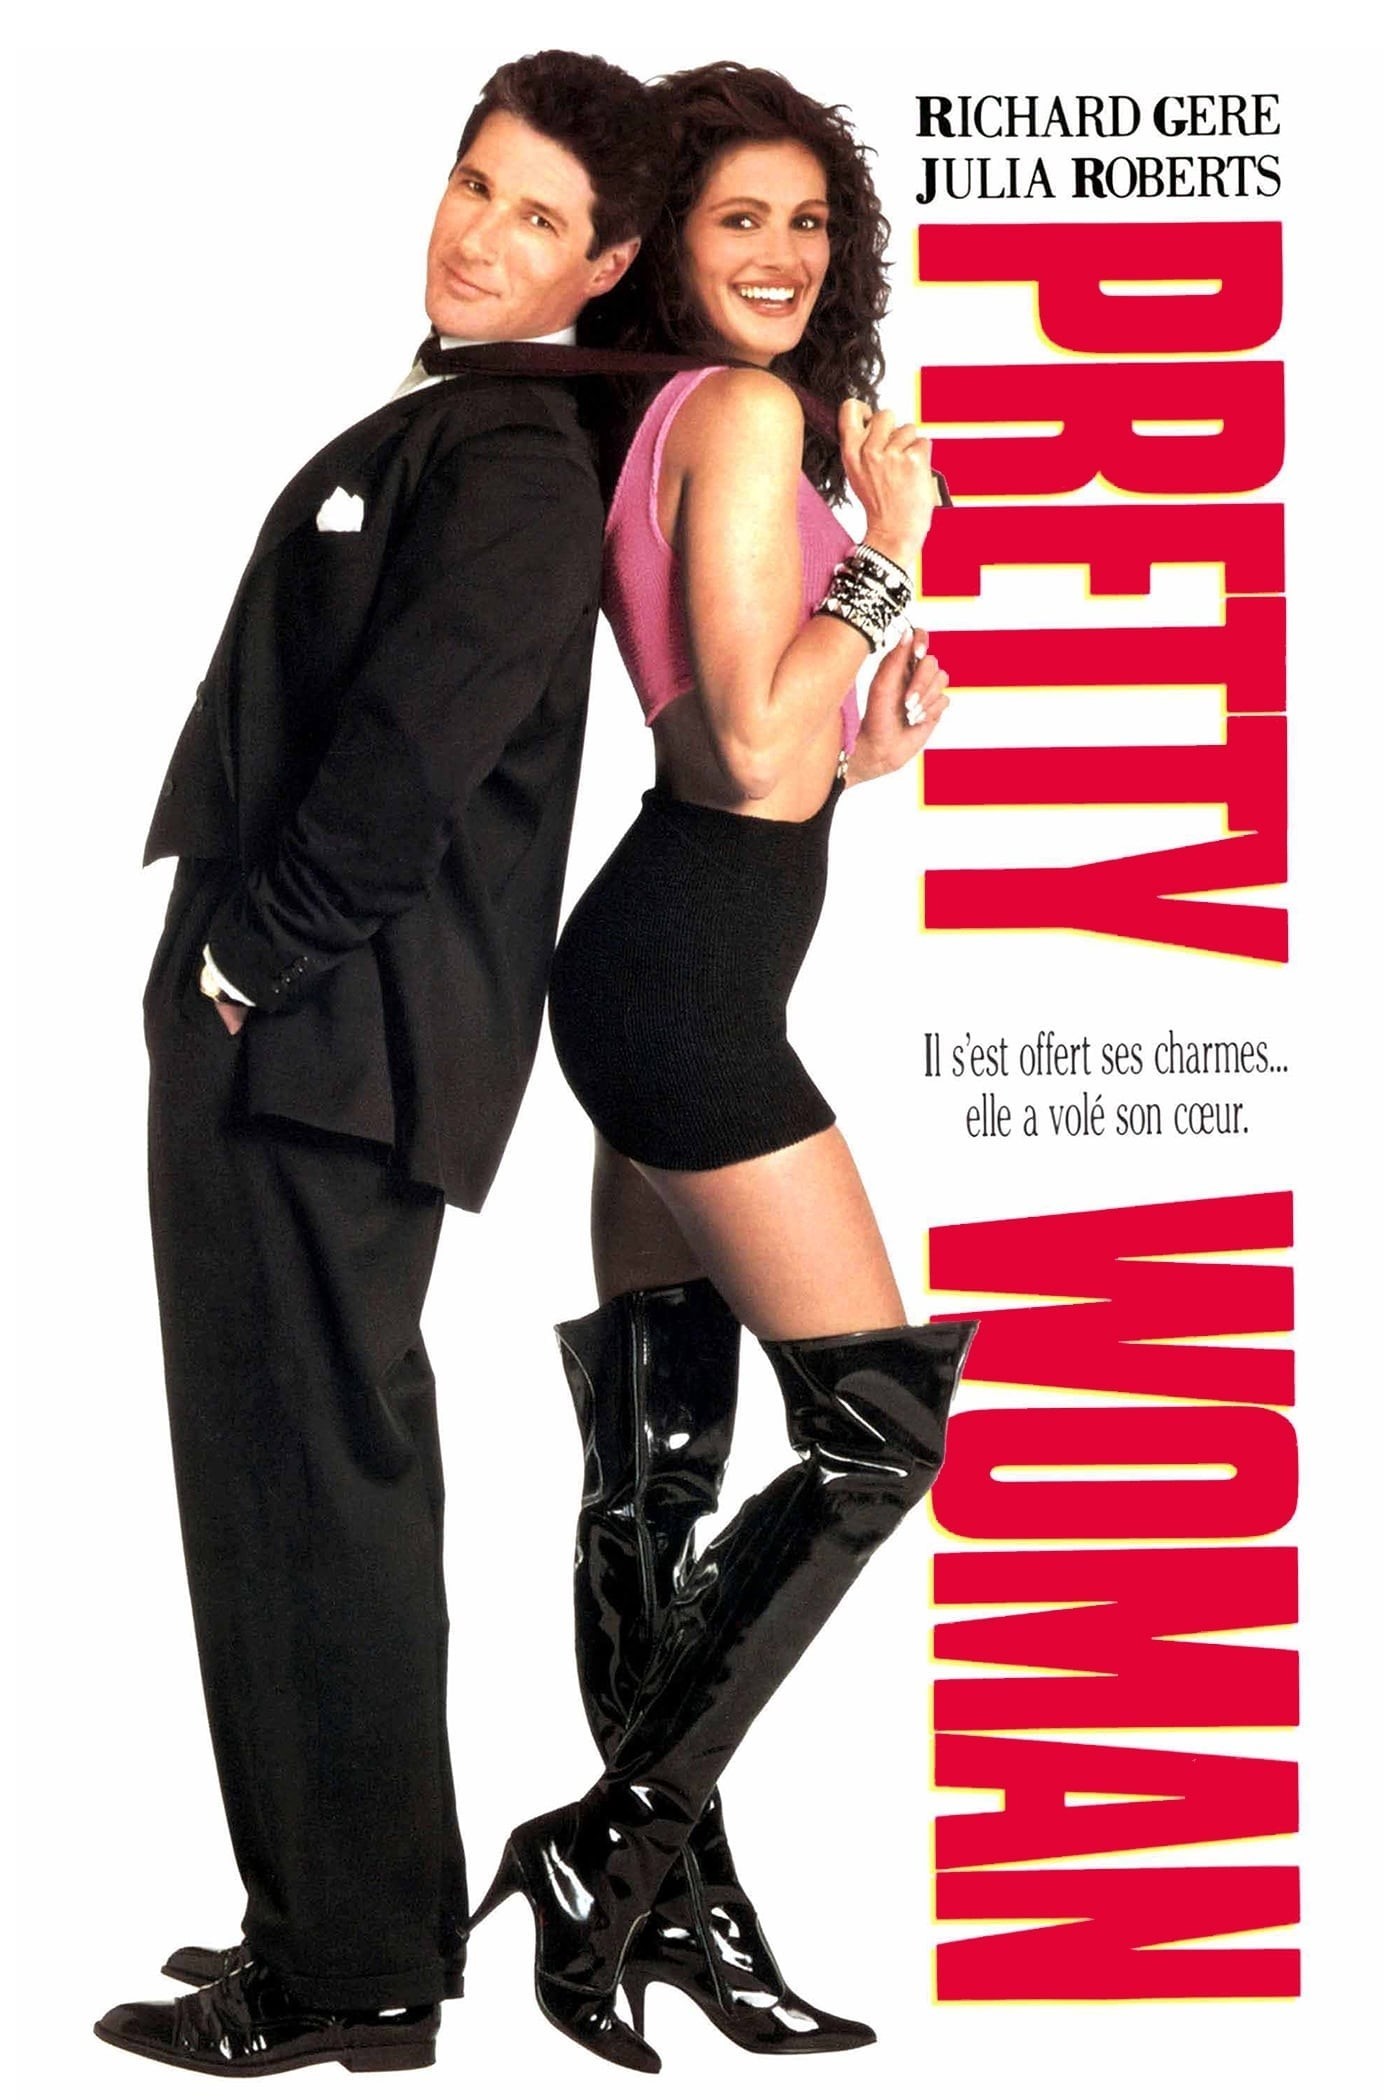 RICHARD GERE
JULIA ROBERTS
PRETTY
Il s'est offert ses charmes...
elle a volé son cœur.
WOMAN